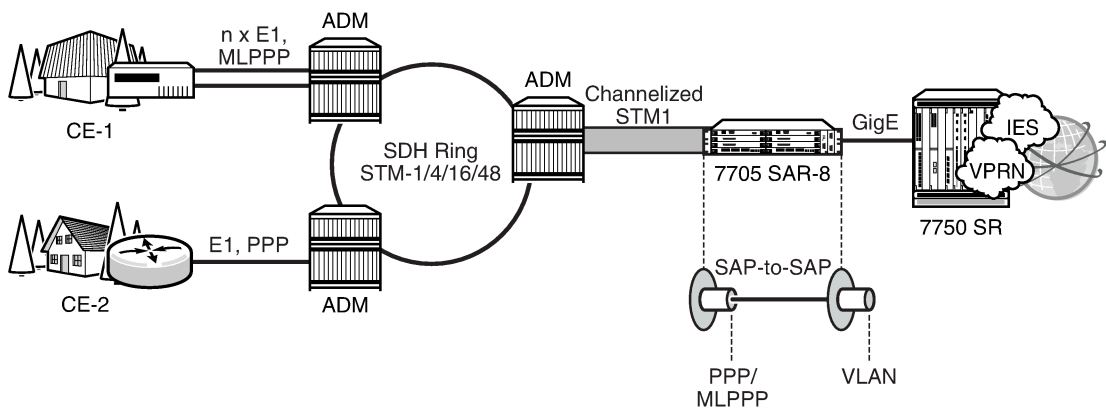 ADM
n x E1,
MLPPP
CE-1
ADM
Channelized
STM1
GigE
IES
VPRN
SDH Ring
STM-1/4/16/48
7705 SAR-8
7750 SR
E1, PPP
CE-2
ADM
SAP-to-SAP
PPP/
MLPPP
VLAN